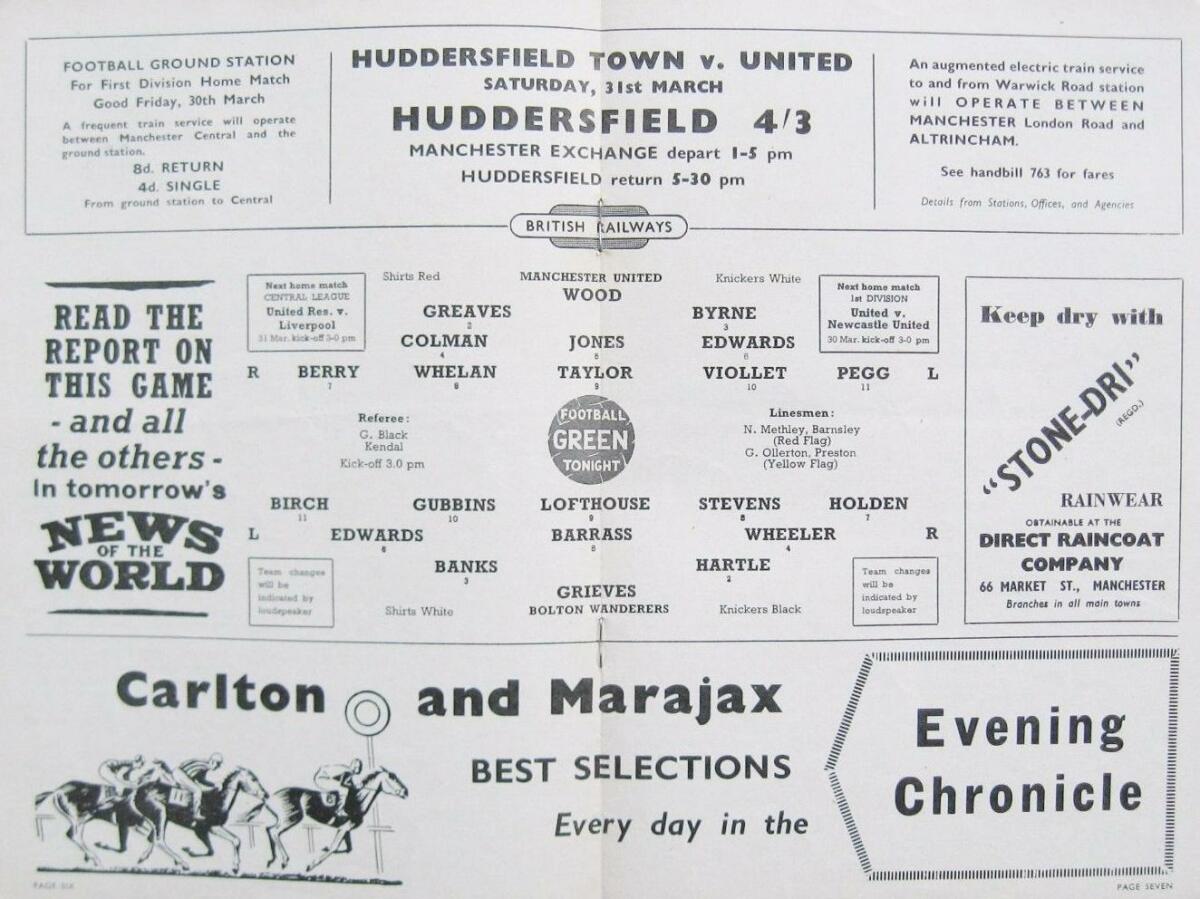 FOOTBALL GROUND STATION
For First Division Home Match
Good Friday, 30th March
A frequent train service will operate
between Manchester Central and the
ground station.
8d. RETURN
4d. SINGLE
From ground station to Central
HUDDERSFIELD TOWN v. UNITED
SATURDAY, 31st MARCH
HUDDERSFIELD 4/3
MANCHESTER EXCHANGE depart 1-5 pm
HUDDERSFIELD return 5-30 pm
An augmented electric train service
to and from Warwick Road station
will OPERATE BETWEEN
MANCHESTER London Road and
ALTRINCHAM.
See handbill 763 for fares
Details from Stations, Offices, and Agencies
BRITISH RAILWAYS
READ THE
REPORT ON
THIS GAME
- and all
the others -
In tomorrow's
NEWS
OF THE
WORLD
Next home match
CENTRAL LEAGUE
United Res. v.
Liverpool
31 Mar. kick-off 3-0 pm
Shirts Red
MANCHESTER UNITED
Knickers White
Next home match
1st DIVISION
United v.
Newcastle United
30 Mar. kick-off 3-0 pm
WOOD
GREAVES
2
BYRNE
3
COLMAN
4
JONES
5
EDWARDS
6
R BERRY
7
WHELAN
8
TAYLOR
9
VIOLLET
10
PEGG L
11
Referee:
G. Black
Kendal
Kick-off 3.0 pm
FOOTBALL
GREEN
TONIGHT
Linesmen:
N. Methley, Barnsley
(Red Flag)
G. Ollerton, Preston
(Yellow Flag)
BIRCH
11
GUBBINS
10
LOFTHOUSE
9
STEVENS
8
HOLDEN
7
L EDWARDS
6
BARRASS
5
WHEELER R
4
BANKS
3
HARTLE
2
GRIEVES
BOLTON WANDERERS
Team changes
will be
indicated by
loudspeaker
Shirts White
Knickers Black
Team changes
will be
indicated by
loudspeaker
Keep dry with
"STONE-DRI"
(REGD.)
RAINWEAR
OBTAINABLE AT THE
DIRECT RAINCOAT
COMPANY
66 MARKET ST., MANCHESTER
Branches in all main towns
Carlton and Marajax
BEST SELECTIONS
Every day in the
Evening
Chronicle
PAGE SIX
PAGE SEVEN